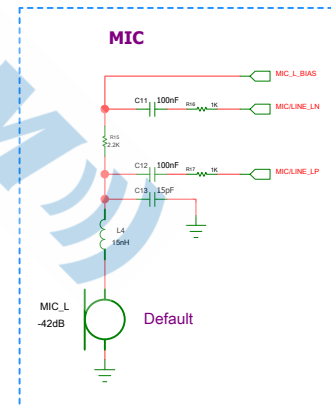 MIC
MIC_L_BIAS
C11 100nF R16 1K MIC/LINE_LN
R15
2.2K
C12 100nF R17 1K MIC/LINE_LP
C13 15pF
L4
15nH
MIC_L
-42dB
Default